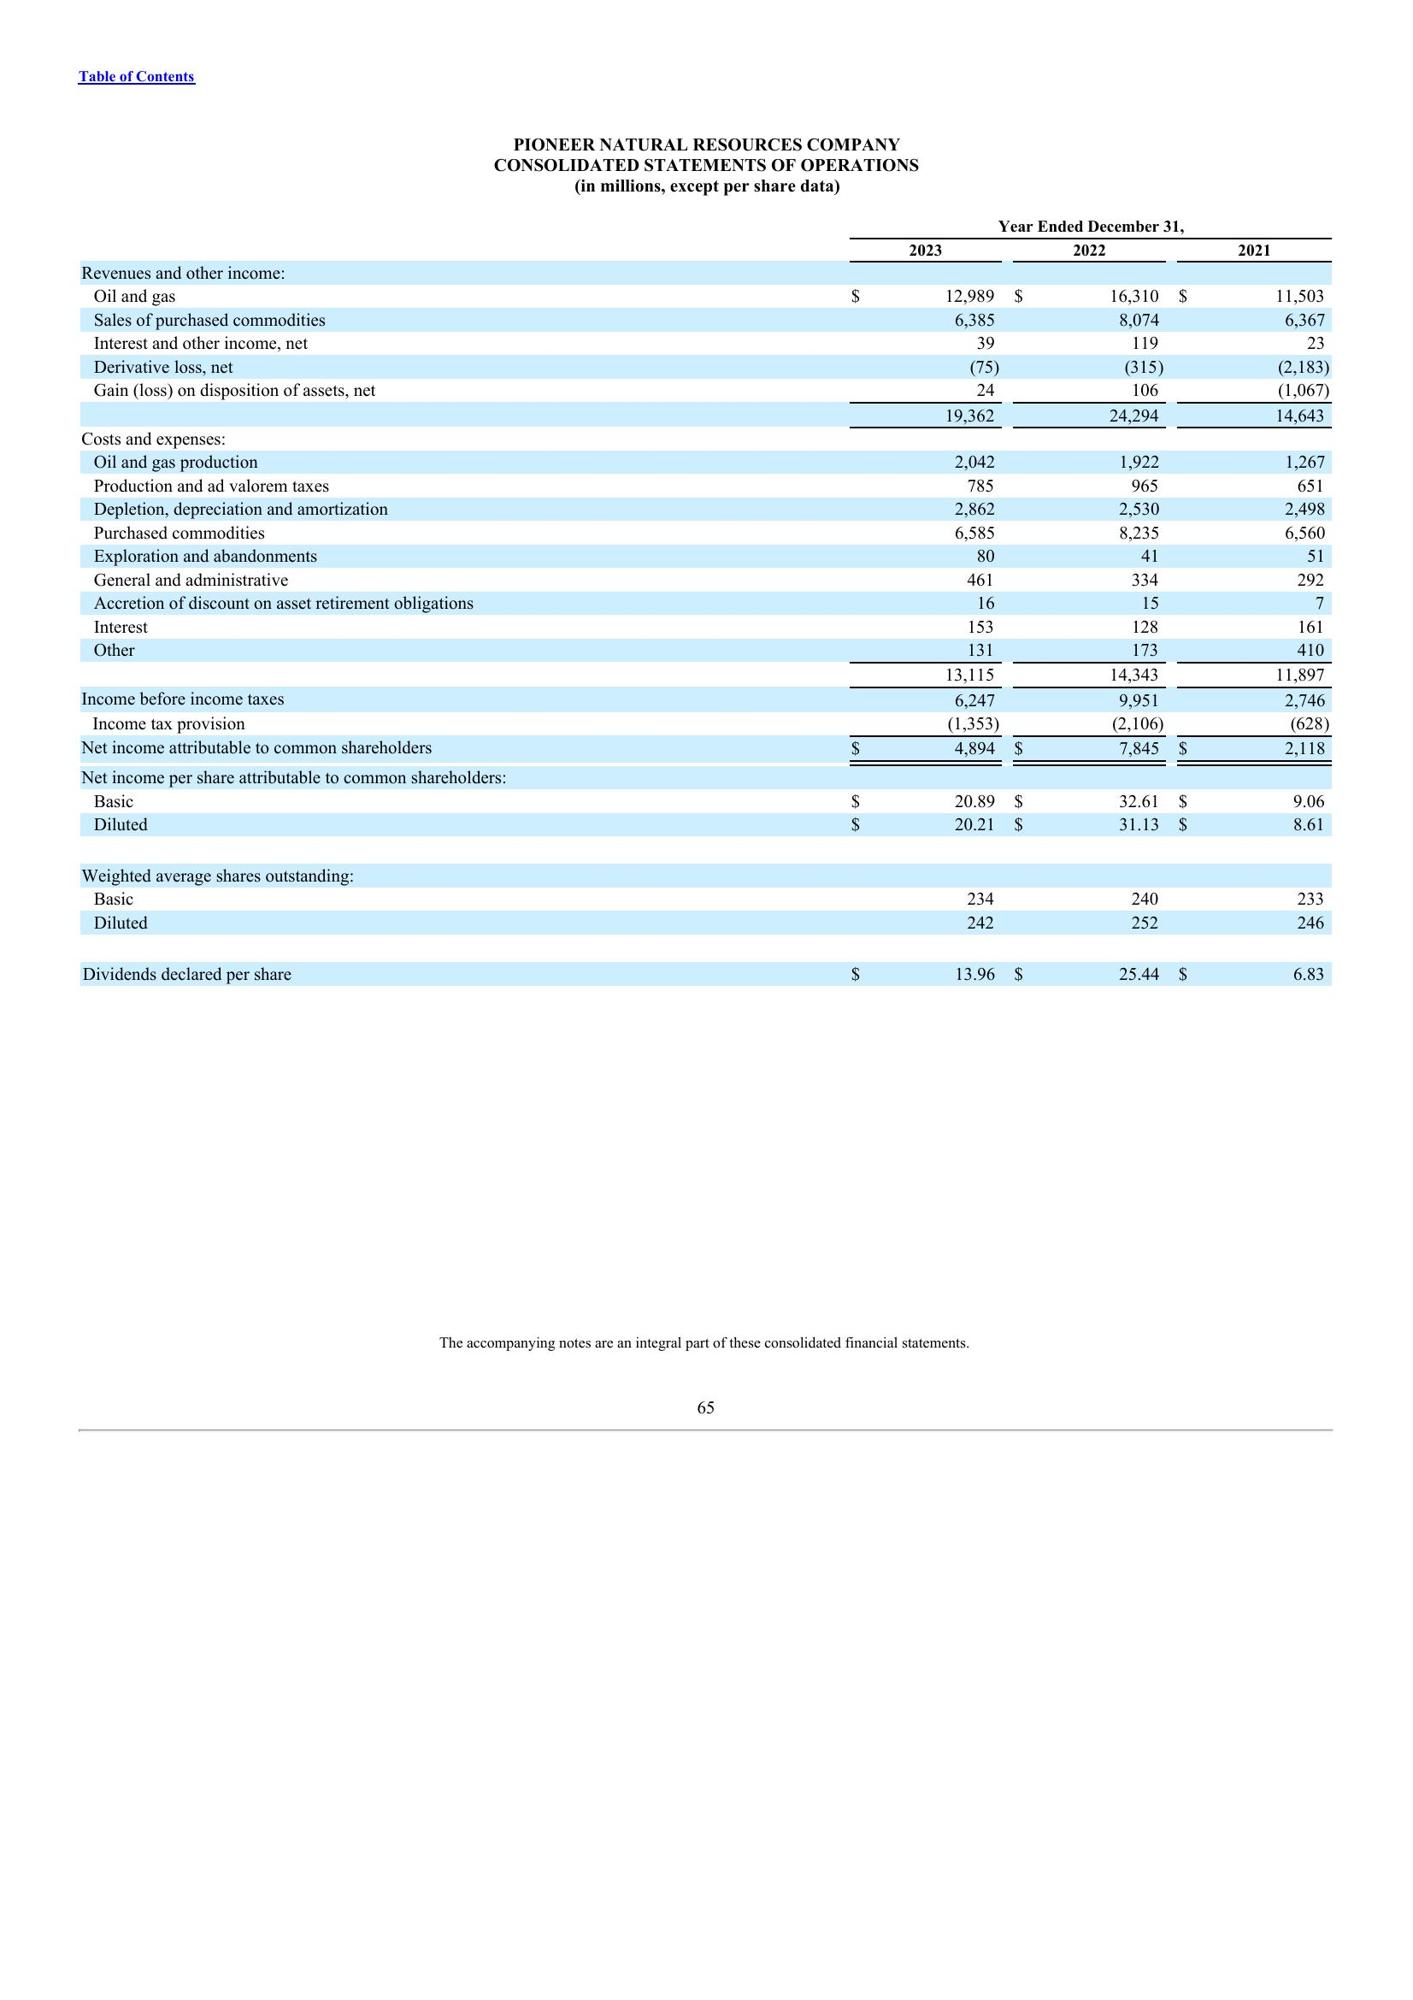 Table of Contents
PIONEER NATURAL RESOURCES COMPANY
CONSOLIDATED STATEMENTS OF OPERATIONS
(in millions, except per share data)
Year Ended December 31,
2023 2022 2021
Revenues and other income:
Oil and gas $ 12,989 $ 16,310 $ 11,503
Sales of purchased commodities 6,385 8,074 6,367
Interest and other income, net 39 119 23
Derivative loss, net (75) (315) (2,183)
Gain (loss) on disposition of assets, net 24 106 (1,067)
19,362 24,294 14,643
Costs and expenses:
Oil and gas production 2,042 1,922 1,267
Production and ad valorem taxes 785 965 651
Depletion, depreciation and amortization 2,862 2,530 2,498
Purchased commodities 6,585 8,235 6,560
Exploration and abandonments 80 41 51
General and administrative 461 334 292
Accretion of discount on asset retirement obligations 16 15 7
Interest 153 128 161
Other 131 173 410
13,115 14,343 11,897
Income before income taxes 6,247 9,951 2,746
Income tax provision (1,353) (2,106) (628)
Net income attributable to common shareholders $ 4,894 $ 7,845 $ 2,118
Net income per share attributable to common shareholders:
Basic $ 20.89 $ 32.61 $ 9.06
Diluted $ 20.21 $ 31.13 $ 8.61
Weighted average shares outstanding:
Basic 234 240 233
Diluted 242 252 246
Dividends declared per share $ 13.96 $ 25.44 $ 6.83
The accompanying notes are an integral part of these consolidated financial statements.
65